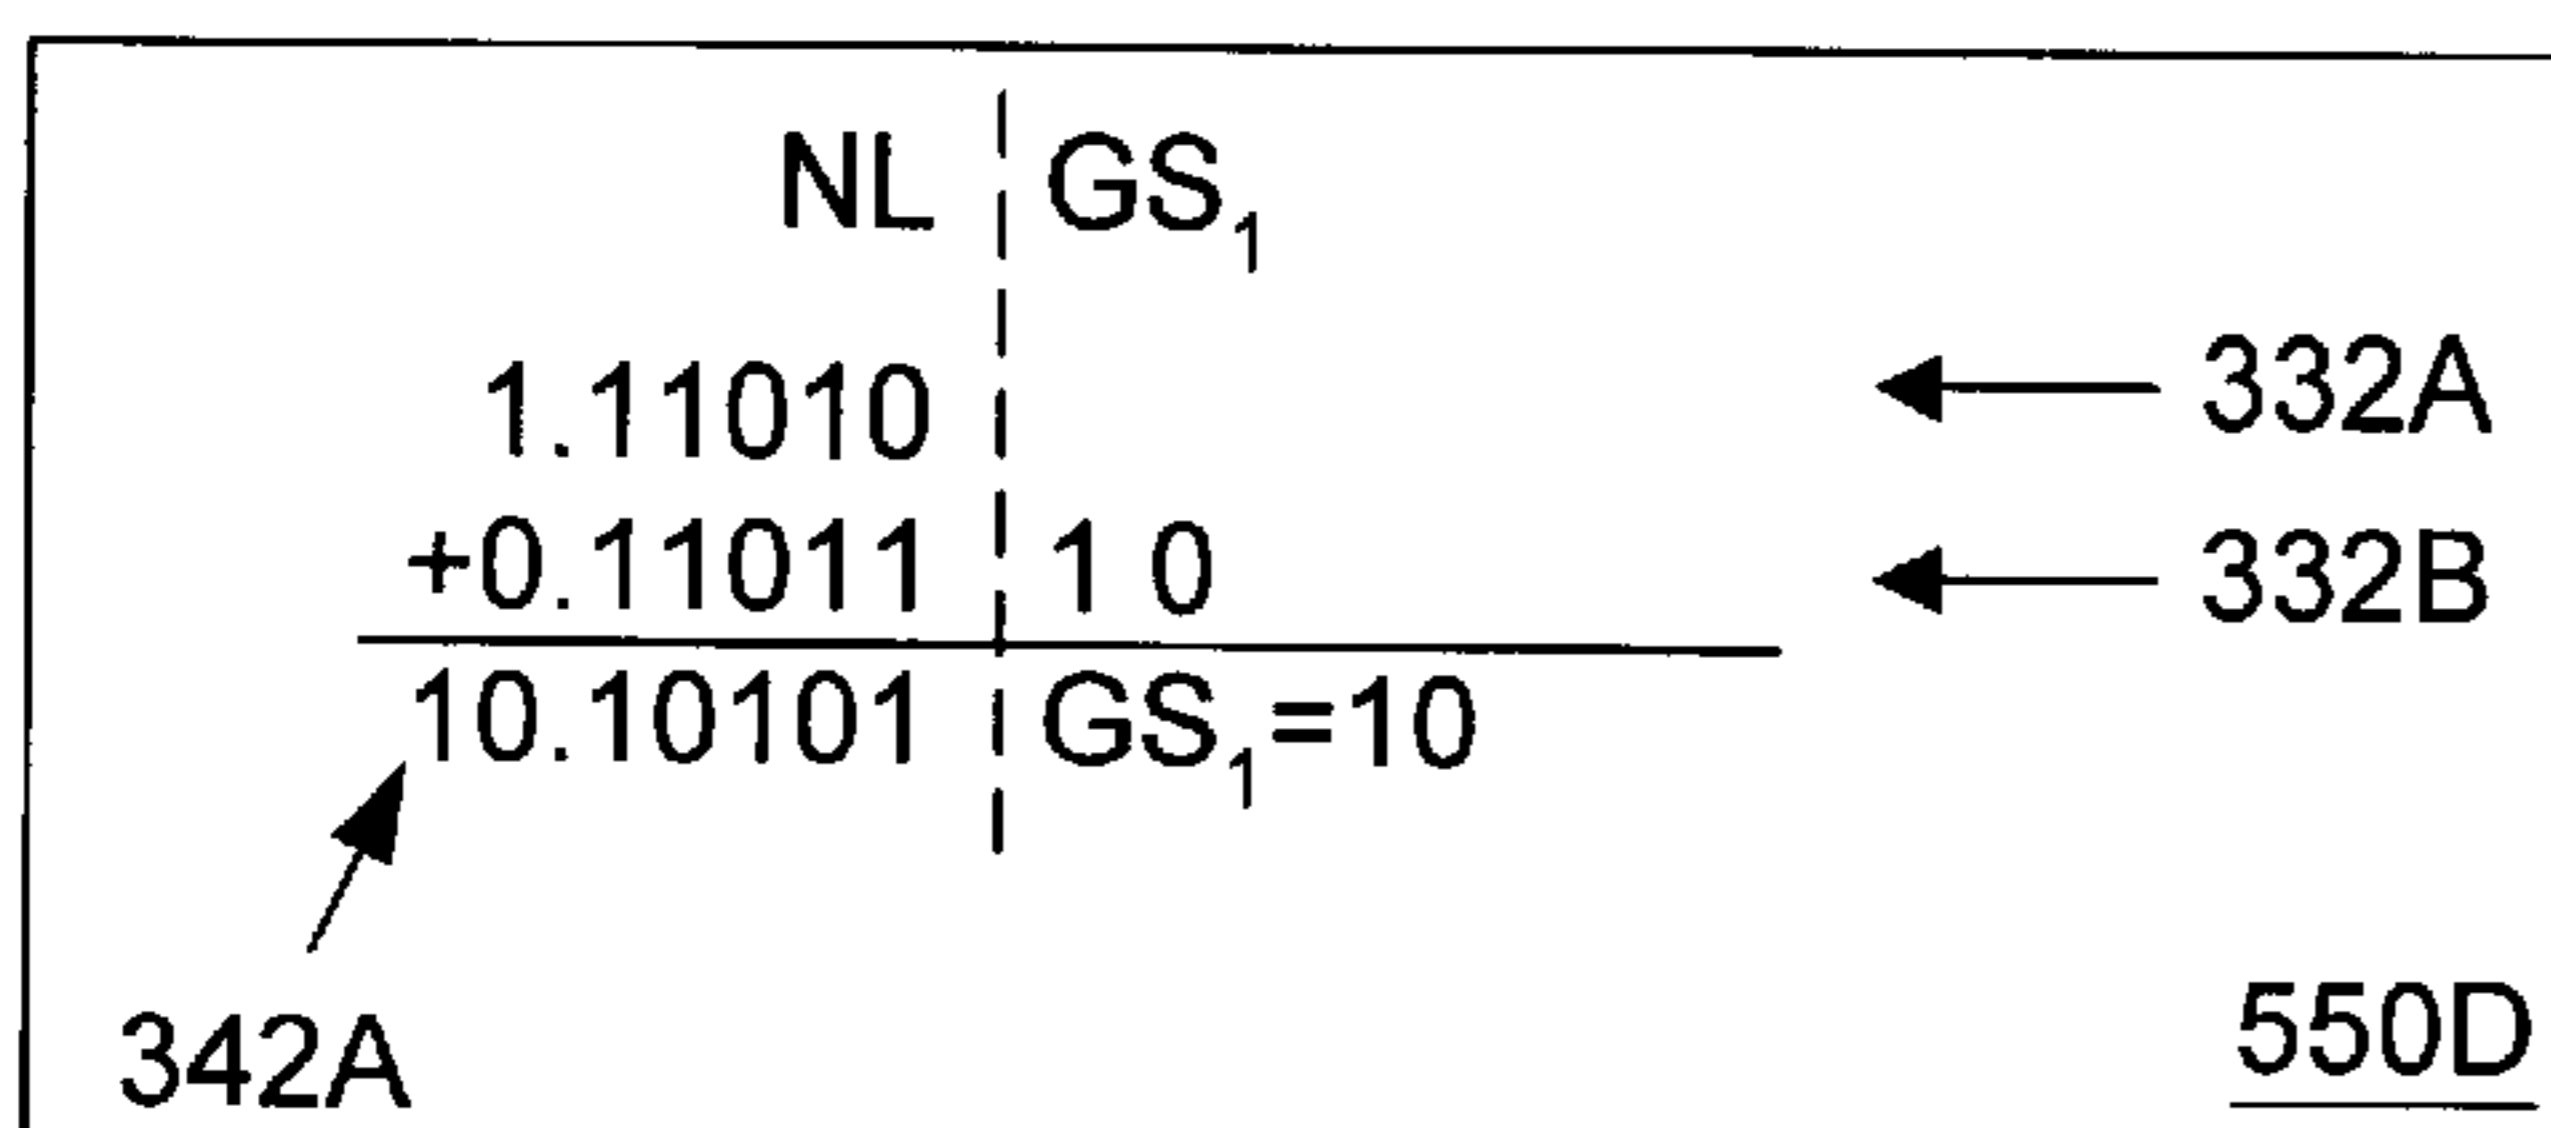 NL GS₁
1.11010 332A
+0.11011 1 0 332B
10.10101 GS₁=10
342A 550D